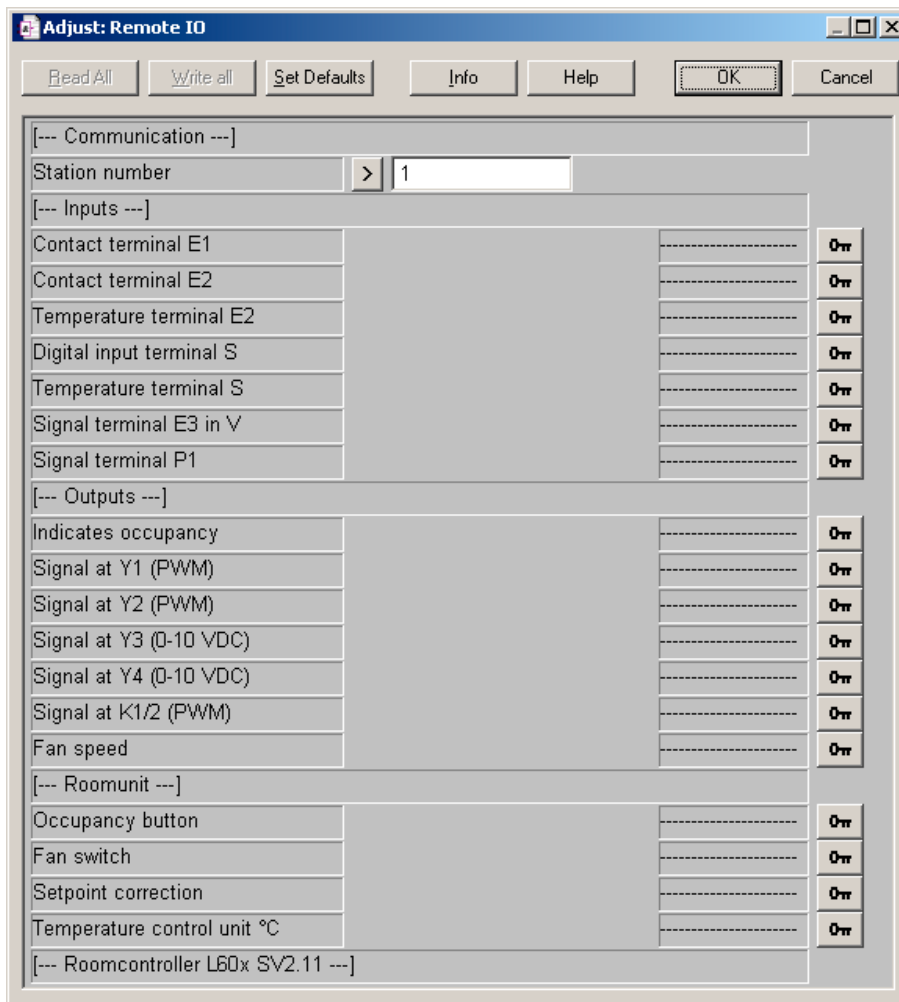 Adjust: Remote IO
Read All Write all Set Defaults Info Help OK Cancel
[--- Communication ---]
Station number > 1
[--- Inputs ---]
Contact terminal E1 ----------------------
Contact terminal E2 ----------------------
Temperature terminal E2 ----------------------
Digital input terminal S ----------------------
Temperature terminal S ----------------------
Signal terminal E3 in V ----------------------
Signal terminal P1 ----------------------
[--- Outputs ---]
Indicates occupancy ----------------------
Signal at Y1 (PWM) ----------------------
Signal at Y2 (PWM) ----------------------
Signal at Y3 (0-10 VDC) ----------------------
Signal at Y4 (0-10 VDC) ----------------------
Signal at K1/2 (PWM) ----------------------
Fan speed ----------------------
[--- Roomunit ---]
Occupancy button ----------------------
Fan switch ----------------------
Setpoint correction ----------------------
Temperature control unit °C ----------------------
[--- Roomcontroller L60x SV2.11 ---]